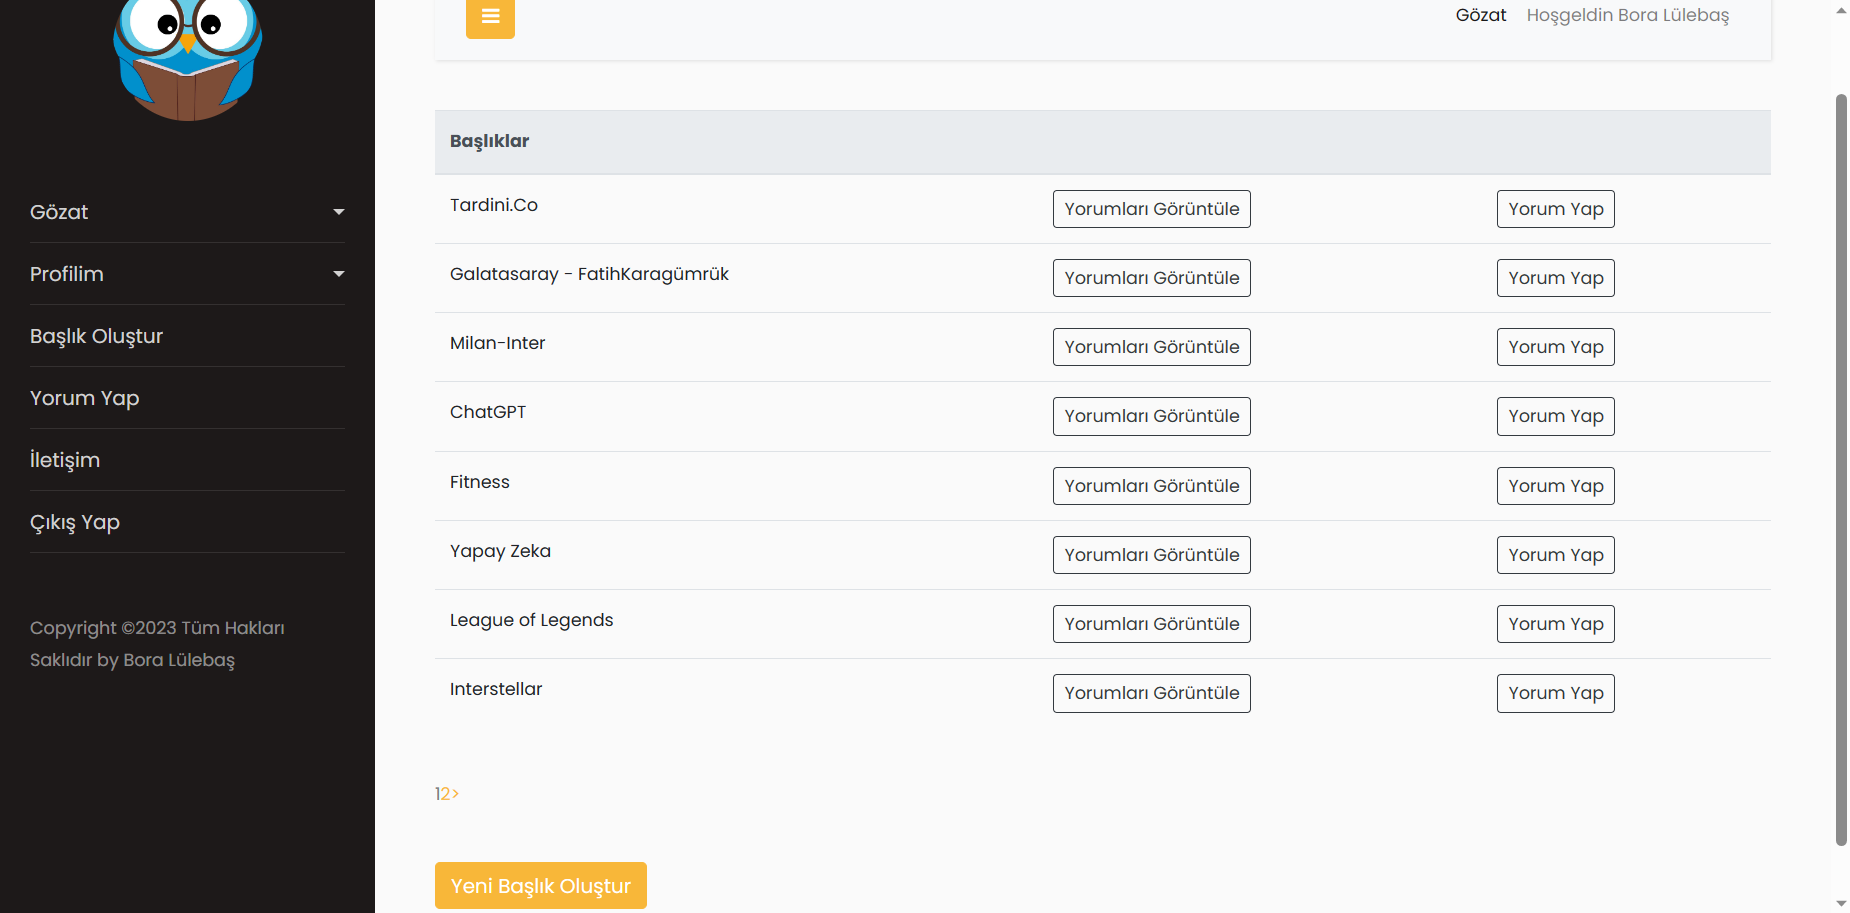 Gözat Hoşgeldin Bora Lülebaş
Gözat
Profilim
Başlık Oluştur
Yorum Yap
İletişim
Çıkış Yap
Copyright ©2023 Tüm Hakları
Saklıdır by Bora Lülebaş
Başlıklar
Tardini.Co Yorumları Görüntüle Yorum Yap
Galatasaray - FatihKaragümrük Yorumları Görüntüle Yorum Yap
Milan-Inter Yorumları Görüntüle Yorum Yap
ChatGPT Yorumları Görüntüle Yorum Yap
Fitness Yorumları Görüntüle Yorum Yap
Yapay Zeka Yorumları Görüntüle Yorum Yap
League of Legends Yorumları Görüntüle Yorum Yap
Interstellar Yorumları Görüntüle Yorum Yap
12>
Yeni Başlık Oluştur